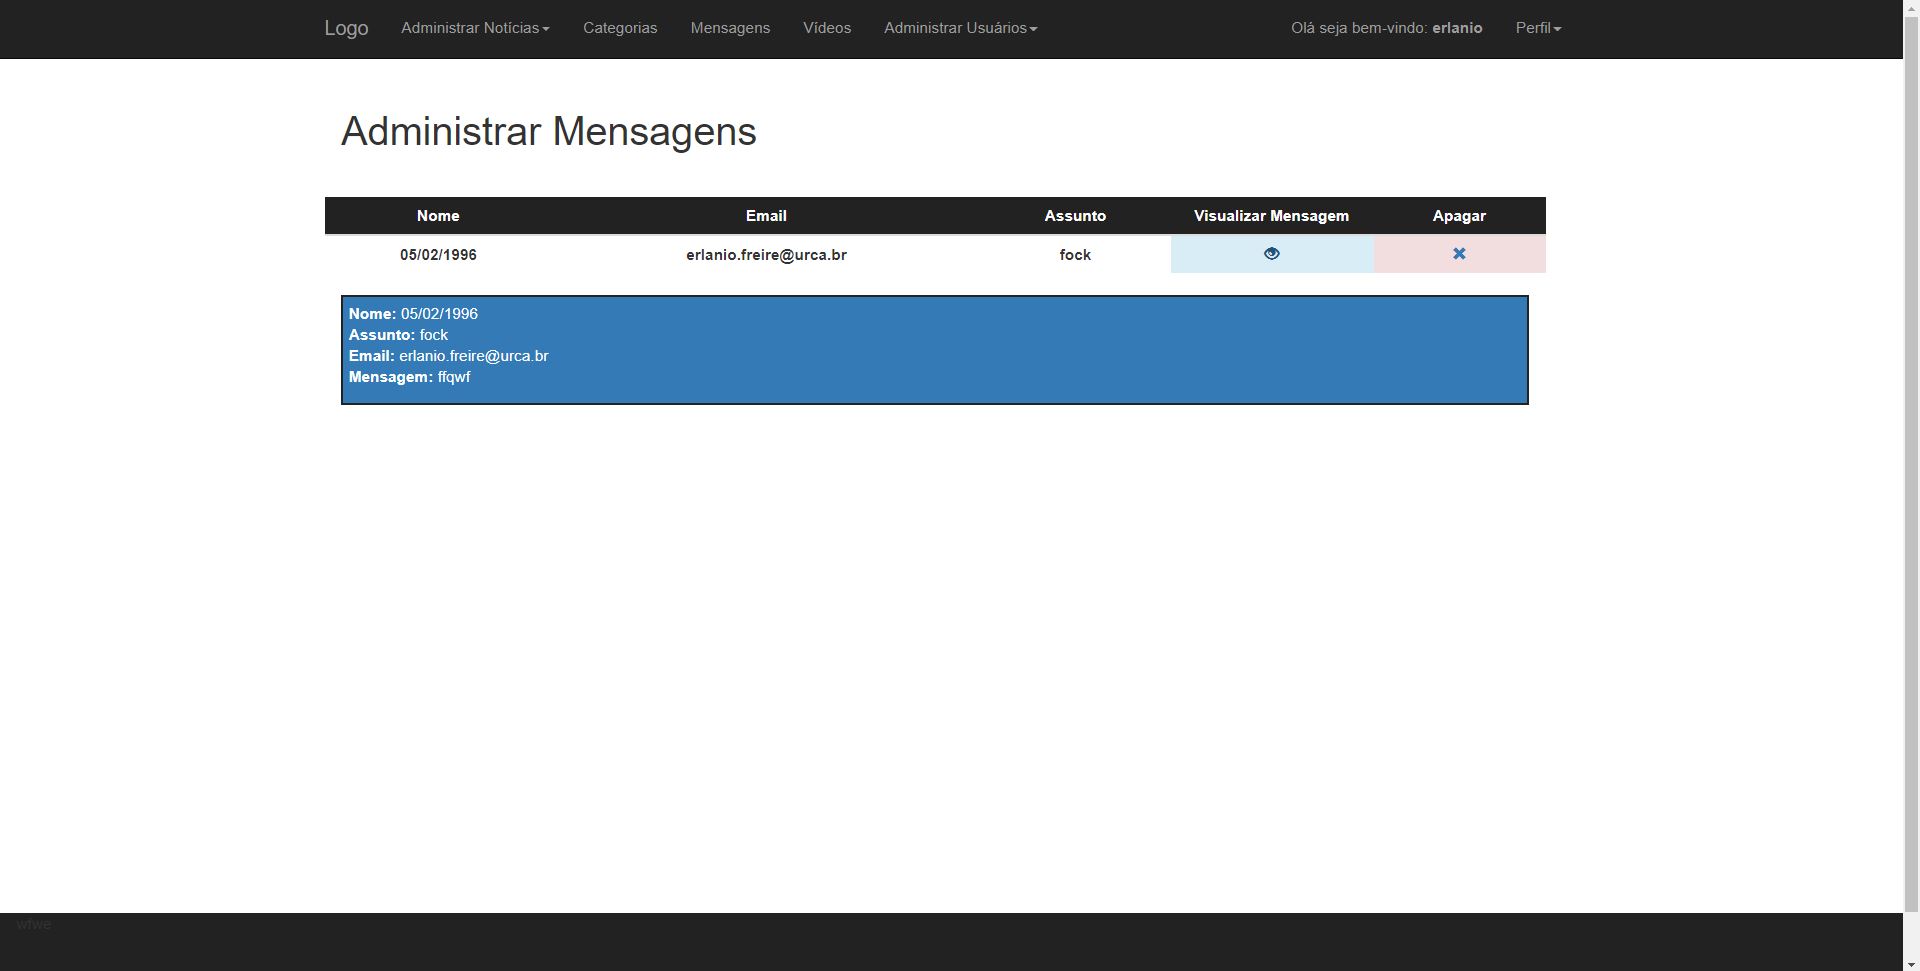 Logo Administrar Notícias Categorias Mensagens Vídeos Administrar Usuários Olá seja bem-vindo: erlanio Perfil
Administrar Mensagens
Nome Email Assunto Visualizar Mensagem Apagar
05/02/1996 erlanio.freire@urca.br fock
Nome: 05/02/1996
Assunto: fock
Email: erlanio.freire@urca.br
Mensagem: ffqwf
wfwe